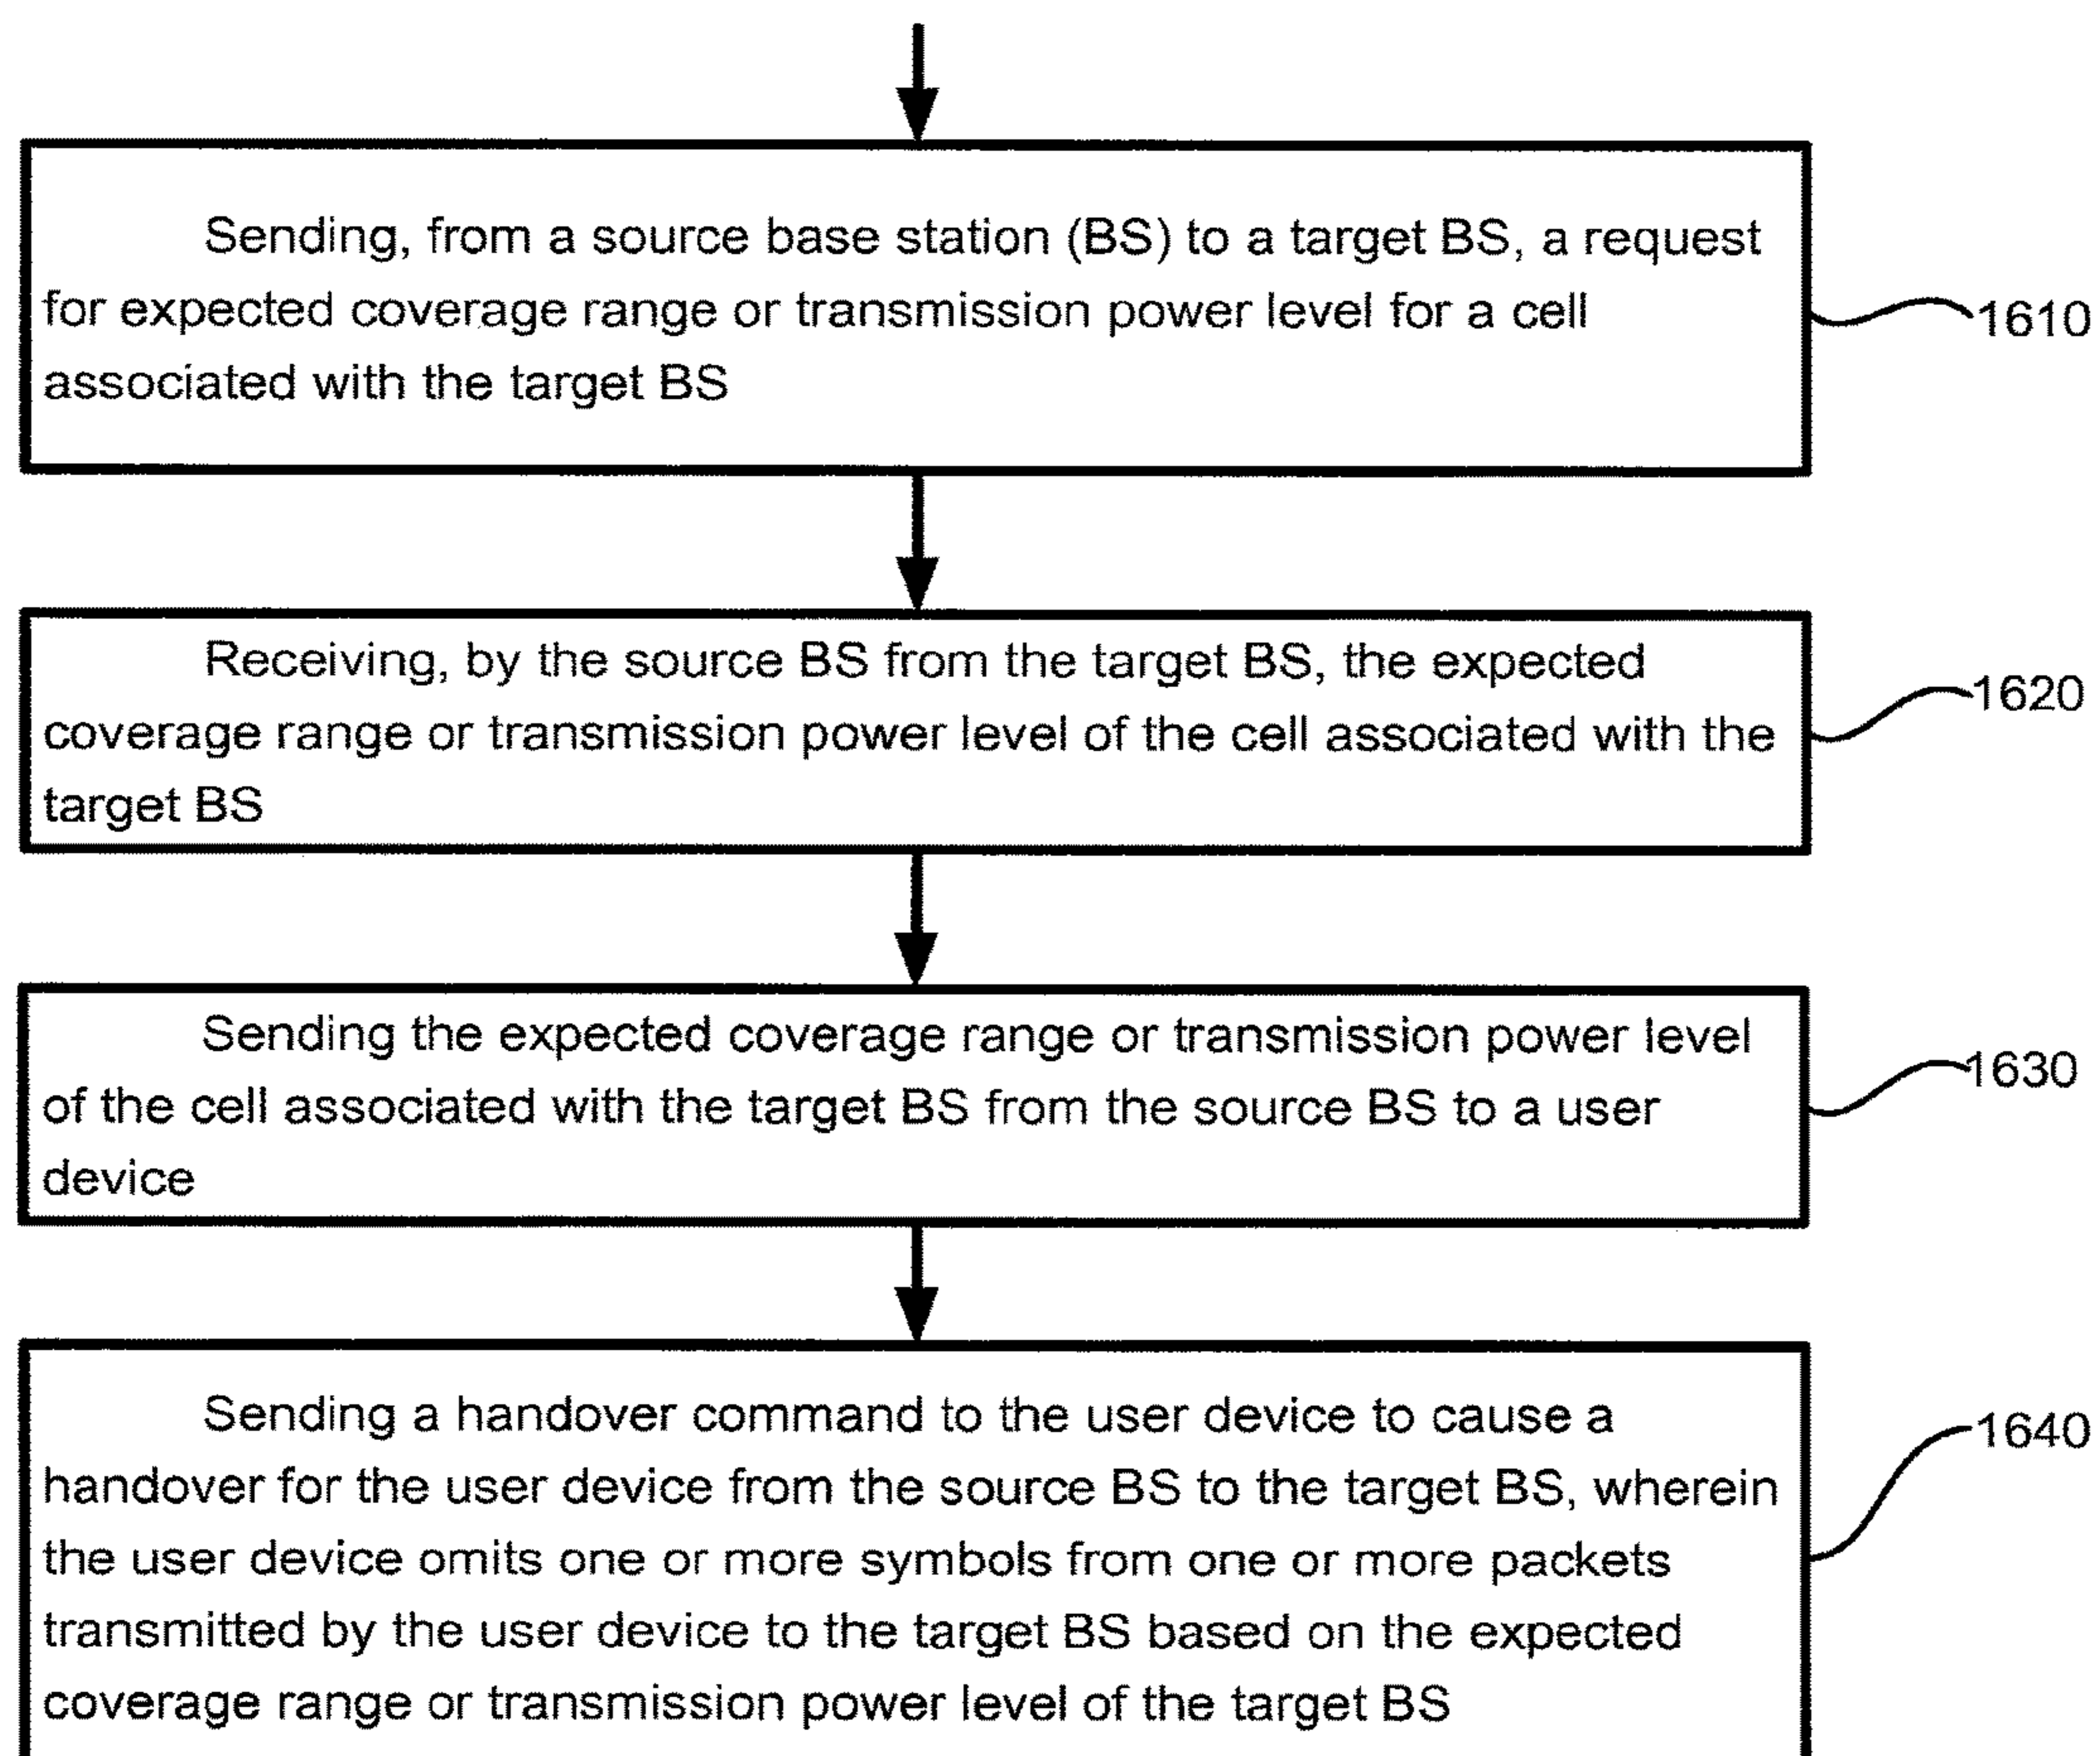 Sending, from a source base station (BS) to a target BS, a request
for expected coverage range or transmission power level for a cell
associated with the target BS
1610
Receiving, by the source BS from the target BS, the expected
coverage range or transmission power level of the cell associated with the
target BS
1620
Sending the expected coverage range or transmission power level
of the cell associated with the target BS from the source BS to a user
device
1630
Sending a handover command to the user device to cause a
handover for the user device from the source BS to the target BS, wherein
the user device omits one or more symbols from one or more packets
transmitted by the user device to the target BS based on the expected
coverage range or transmission power level of the target BS
1640